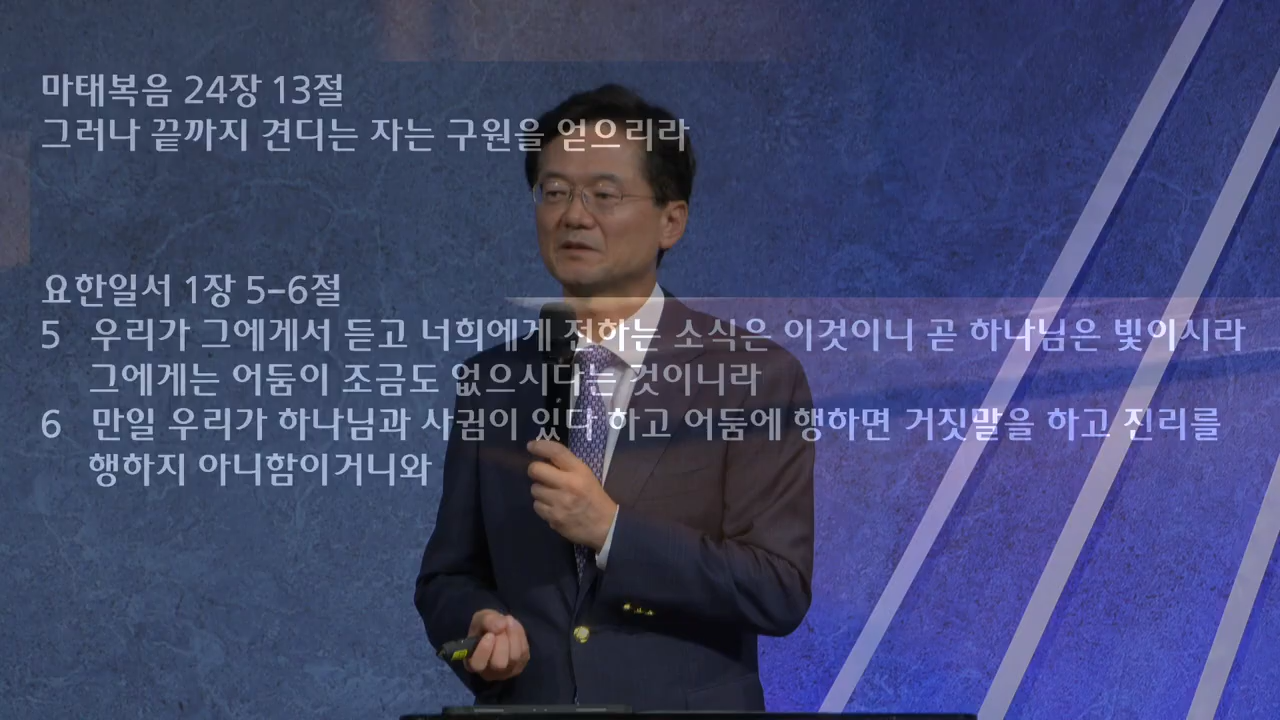 마태복음 24장 13절
그러나 끝까지 견디는 자는 구원을 얻으리라
요한일서 1장 5-6절
5 우리가 그에게서 듣고 너희에게 전하는 소식은 이것이니 곧 하나님은 빛이시라
그에게는 어둠이 조금도 없으시다는 것이니라
6 만일 우리가 하나님과 사귐이 있다 하고 어둠에 행하면 거짓말을 하고 진리를
행하지 아니함이거니와